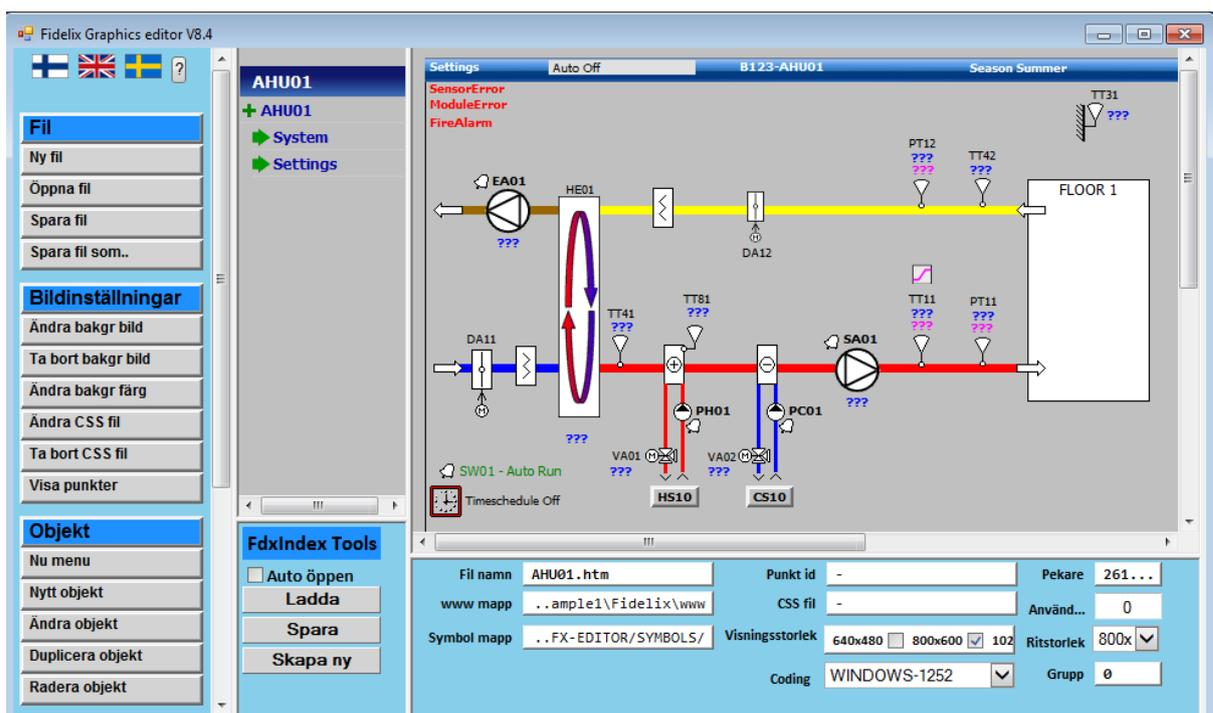 Fidelix Graphics editor V8.4
?
Fil
Ny fil
Öppna fil
Spara fil
Spara fil som..
Bildinställningar
Ändra bakgr bild
Ta bort bakgr bild
Ändra bakgr färg
Ändra CSS fil
Ta bort CSS fil
Visa punkter
Objekt
Nu menu
Nytt objekt
Ändra objekt
Duplicera objekt
Radera objekt
AHU01
AHU01
System
Settings
FdxIndex Tools
Auto öppen
Ladda
Spara
Skapa ny
Settings Auto Off B123-AHU01 Season Summer
SensorError
ModuleError
FireAlarm
TT31
???
PT12
???
???
TT42
???
EA01
???
HE01
DA12
M
FLOOR 1
TT11
???
???
PT11
???
???
TT81
???
TT41
???
DA11
M
SA01
???
???
PH01
PC01
VA01 M
???
VA02 M
???
SW01 - Auto Run
Timeschedule Off
HS10
CS10
Fil namn AHU01.htm Punkt id - Pekare 261...
www mapp ..ample1\Fidelix\www CSS fil - Använd... 0
Symbol mapp ..FX-EDITOR/SYMBOLS/ Visningsstorlek 640x480 800x600 102 Ritstorlek 800x
Coding WINDOWS-1252 Grupp 0